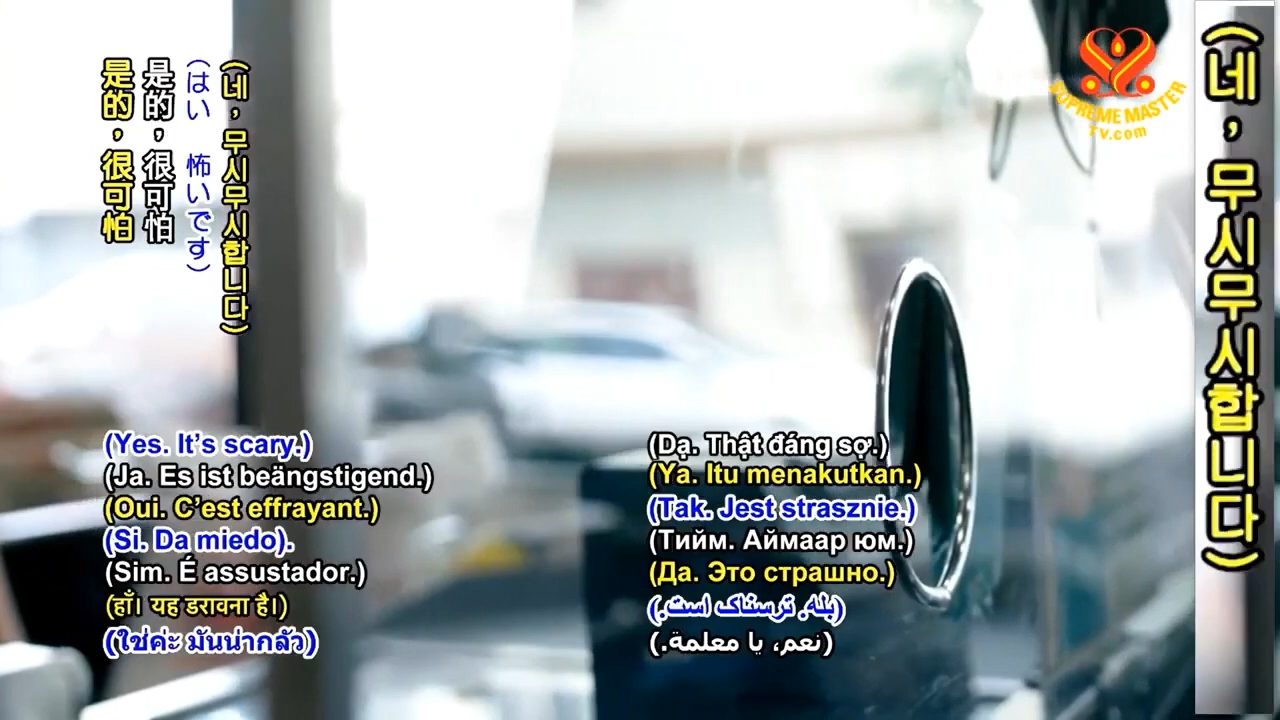 (네, 무시무시합니다)
(はい 怖いです)
是的，很可怕
是的，很可怕
(Yes. It’s scary.)
(Ja. Es ist beängstigend.)
(Oui. C’est effrayant.)
(Si. Da miedo).
(Sim. É assustador.)
(हाँ। यह डरावना है।)
(ใช่ค่ะ มันน่ากลัว)
(Dạ. Thật đáng sợ.)
(Ya. Itu menakutkan.)
(Tak. Jest strasznie.)
(Тийм. Аймаар юм.)
(Да. Это страшно.)
(بله. ترسناک است.)
(نعم، يا معلمة.)
SUPREME MASTER
TV.com
(네, 무시무시합니다)